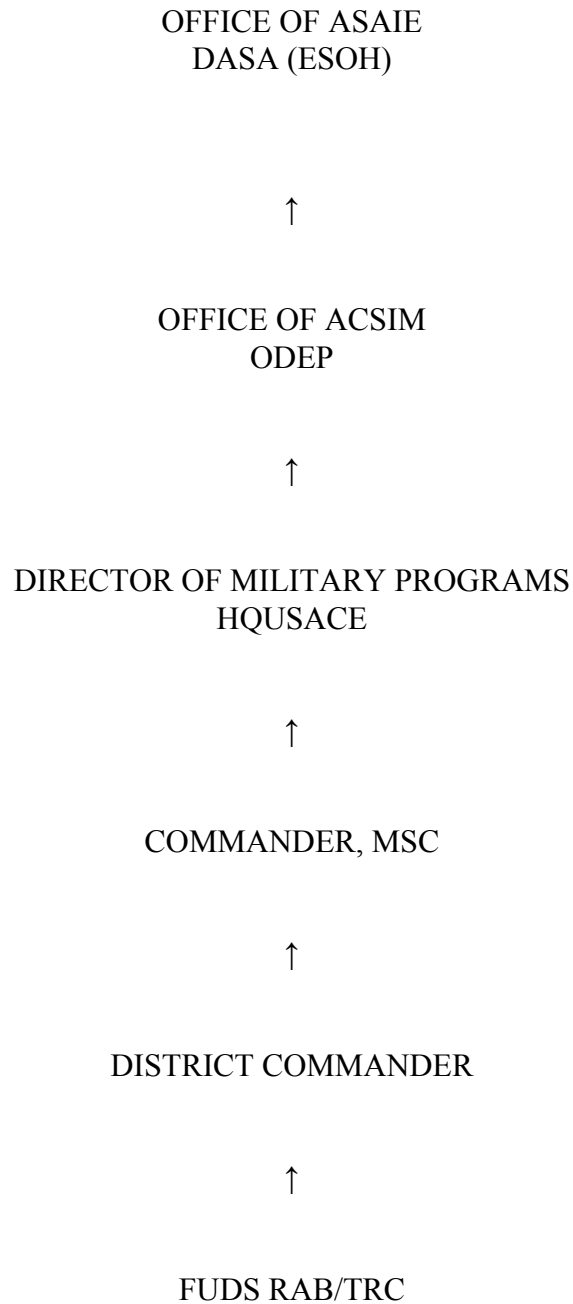 OFFICE OF ASAIE
DASA (ESOH)
↑
OFFICE OF ACSIM
ODEP
↑
DIRECTOR OF MILITARY PROGRAMS
HQUSACE
↑
COMMANDER, MSC
↑
DISTRICT COMMANDER
↑
FUDS RAB/TRC